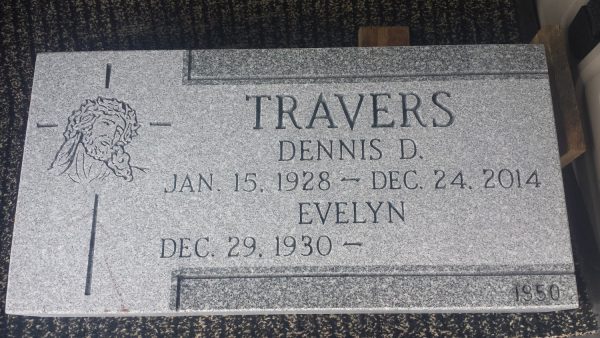 TRAVERS
DENNIS D.
JAN. 15, 1928 — DEC. 24, 2014
EVELYN
DEC. 29, 1930 —
1950